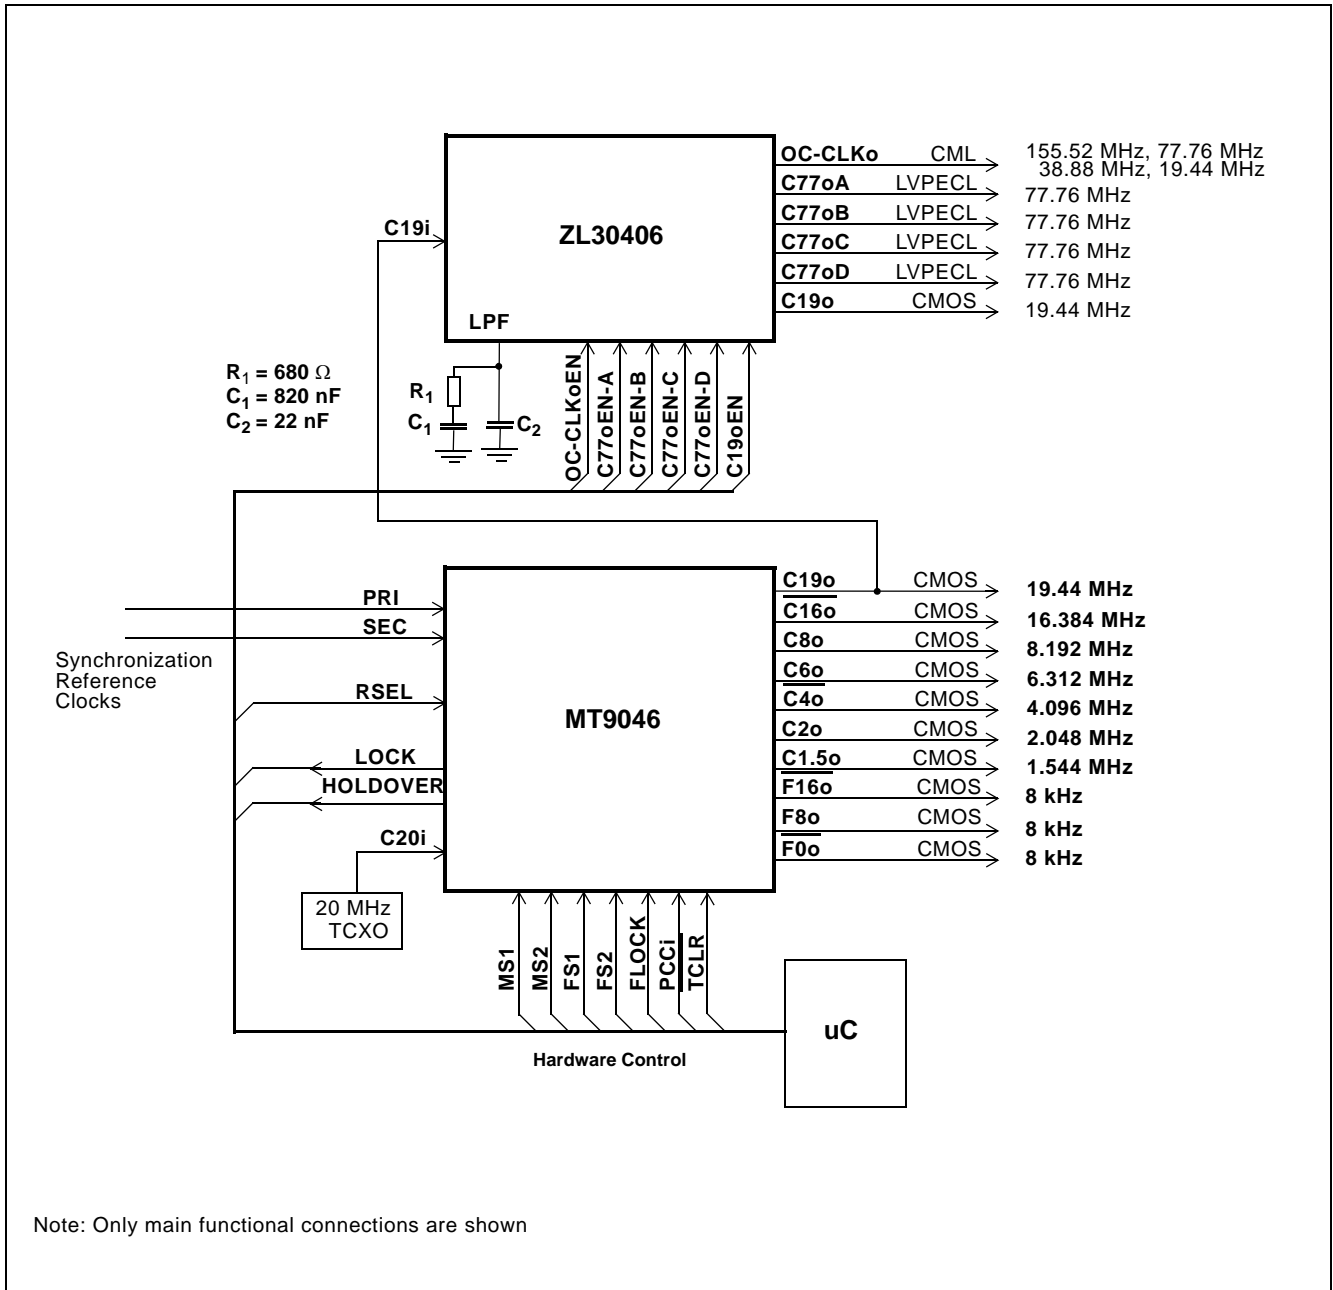 OC-CLKo CML 155.52 MHz, 77.76 MHz
38.88 MHz, 19.44 MHz
C77oA LVPECL 77.76 MHz
C77oB LVPECL 77.76 MHz
C19i
ZL30406
C77oC LVPECL 77.76 MHz
C77oD LVPECL 77.76 MHz
C19o CMOS 19.44 MHz
LPF
R1 = 680 Ω
C1 = 820 nF
C2 = 22 nF
R1
C1
C2
OC-CLKoEN
C77oEN-A
C77oEN-B
C77oEN-C
C77oEN-D
C19oEN
C19o CMOS 19.44 MHz
PRI
C16o CMOS 16.384 MHz
SEC
C8o CMOS 8.192 MHz
Synchronization
Reference
Clocks
C6o CMOS 6.312 MHz
RSEL
C4o CMOS 4.096 MHz
MT9046
C2o CMOS 2.048 MHz
LOCK
C1.5o CMOS 1.544 MHz
HOLDOVER
F16o CMOS 8 kHz
F8o CMOS 8 kHz
C20i
F0o CMOS 8 kHz
20 MHz
TCXO
MS1
MS2
FS1
FS2
FLOCK
PCCi
TCLR
uC
Hardware Control
Note: Only main functional connections are shown